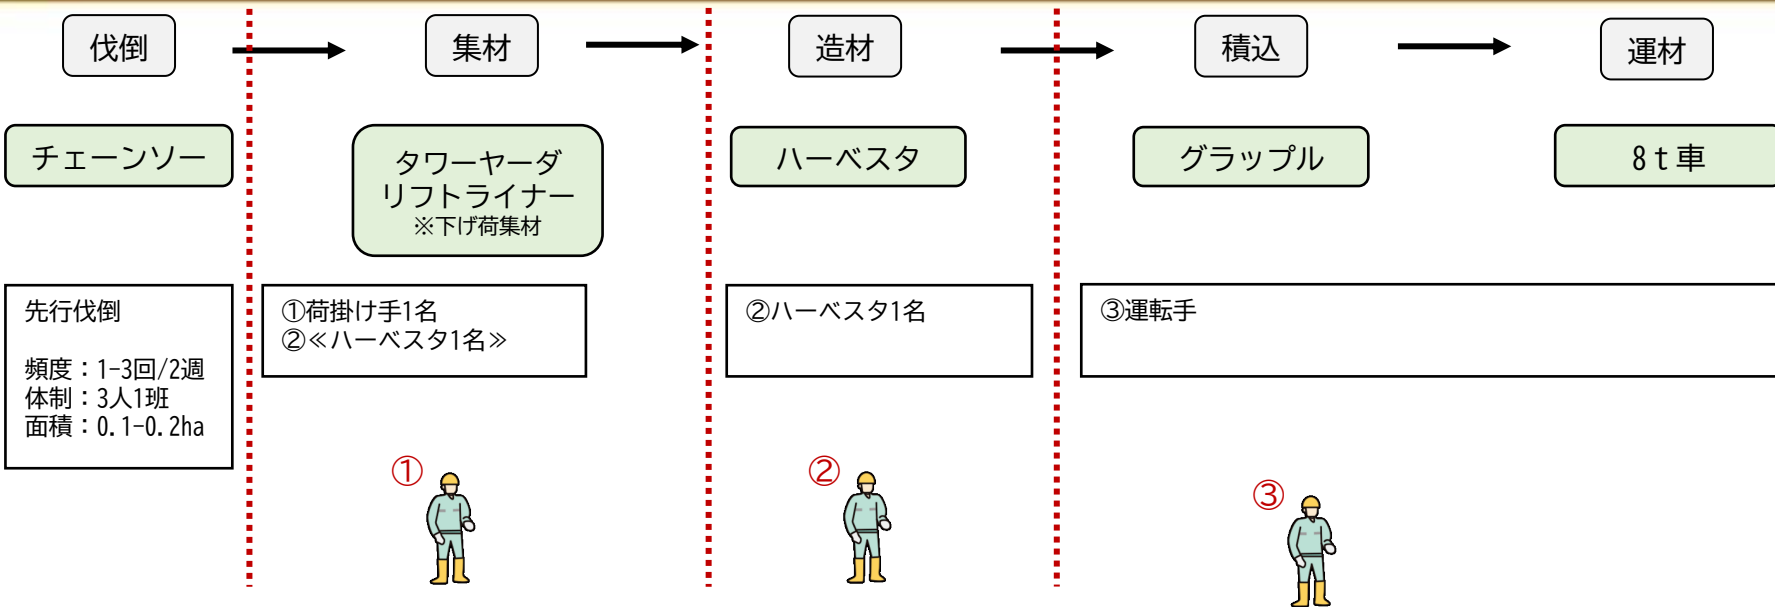 伐倒
集材
造材
積込
運材
チェーンソー
タワーヤーダ
リフトライナー
※下げ荷集材
ハーベスタ
グラップル
8t車
先行伐倒
頻度：1-3回/2週
体制：3人1班
面積：0.1-0.2ha
①荷掛け手1名
②≪ハーベスタ1名≫
②ハーベスタ1名
③運転手
①
②
③